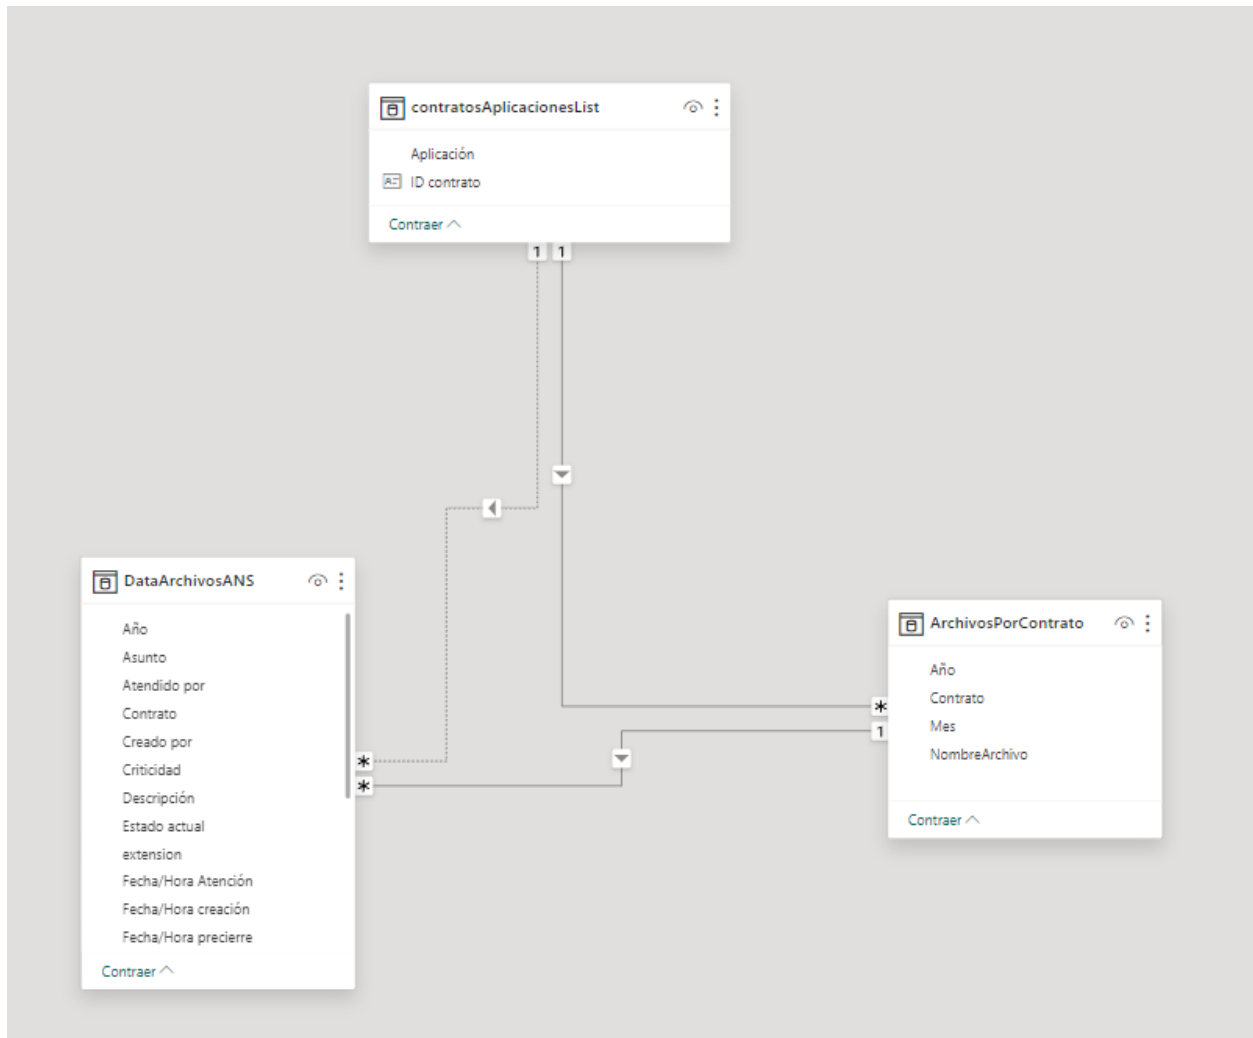 contratosAplicacionesList
Aplicación
ID contrato
Contraer
1 1
DataArchivosANS
Año
Asunto
Atendido por
Contrato
Creado por
Criticidad
Descripción
Estado actual
extension
Fecha/Hora Atención
Fecha/Hora creación
Fecha/Hora precierre
Contraer
*
*
ArchivosPorContrato
Año
Contrato
Mes
NombreArchivo
Contraer
*
1